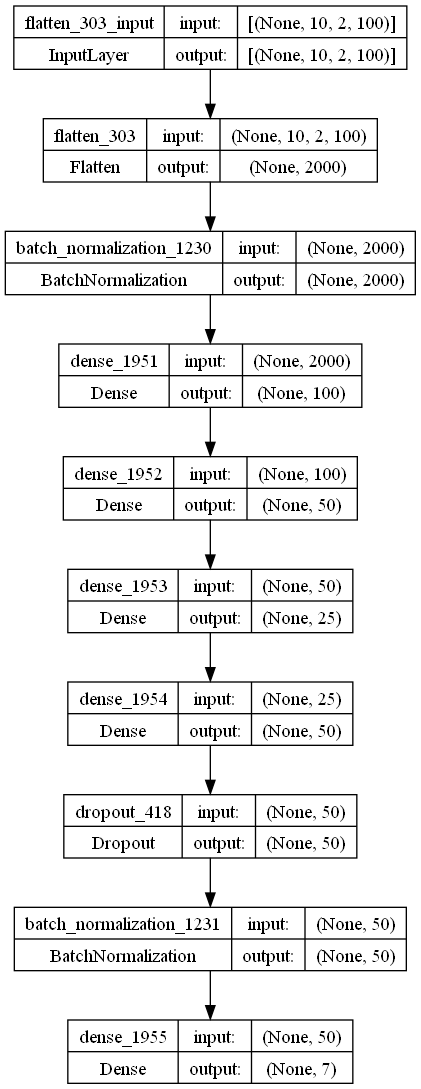 flatten_303_input input: [(None, 10, 2, 100)]
InputLayer output: [(None, 10, 2, 100)]
flatten_303 input: (None, 10, 2, 100)
Flatten output: (None, 2000)
batch_normalization_1230 input: (None, 2000)
BatchNormalization output: (None, 2000)
dense_1951 input: (None, 2000)
Dense output: (None, 100)
dense_1952 input: (None, 100)
Dense output: (None, 50)
dense_1953 input: (None, 50)
Dense output: (None, 25)
dense_1954 input: (None, 25)
Dense output: (None, 50)
dropout_418 input: (None, 50)
Dropout output: (None, 50)
batch_normalization_1231 input: (None, 50)
BatchNormalization output: (None, 50)
dense_1955 input: (None, 50)
Dense output: (None, 7)